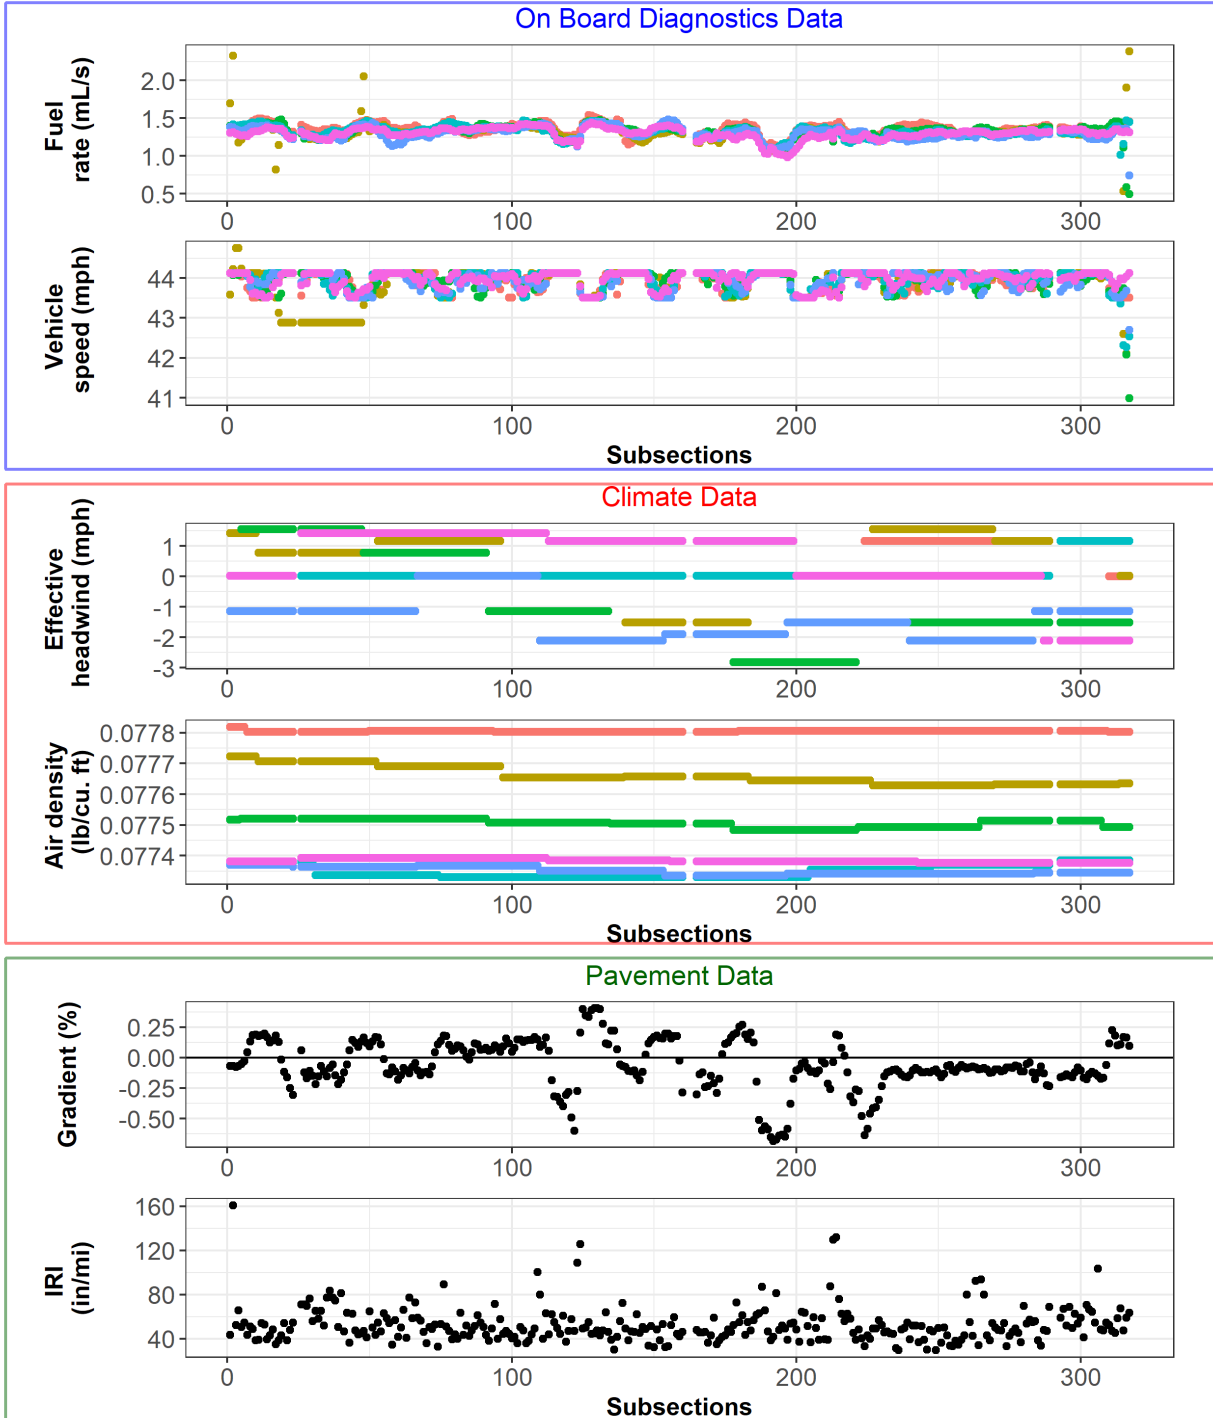 On Board Diagnostics Data
Fuel
rate (mL/s)
2.0
1.5
1.0
0.5
0 100 200 300
Vehicle
speed (mph)
44
43
42
41
0 100 200 300
Subsections
Climate Data
Effective
headwind (mph)
1
0
-1
-2
-3
0 100 200 300
Air density
(lb/cu. ft)
0.0778
0.0777
0.0776
0.0775
0.0774
0 100 200 300
Subsections
Pavement Data
Gradient (%)
0.25
0.00
-0.25
-0.50
0 100 200 300
IRI
(in/mi)
160
120
80
40
0 100 200 300
Subsections